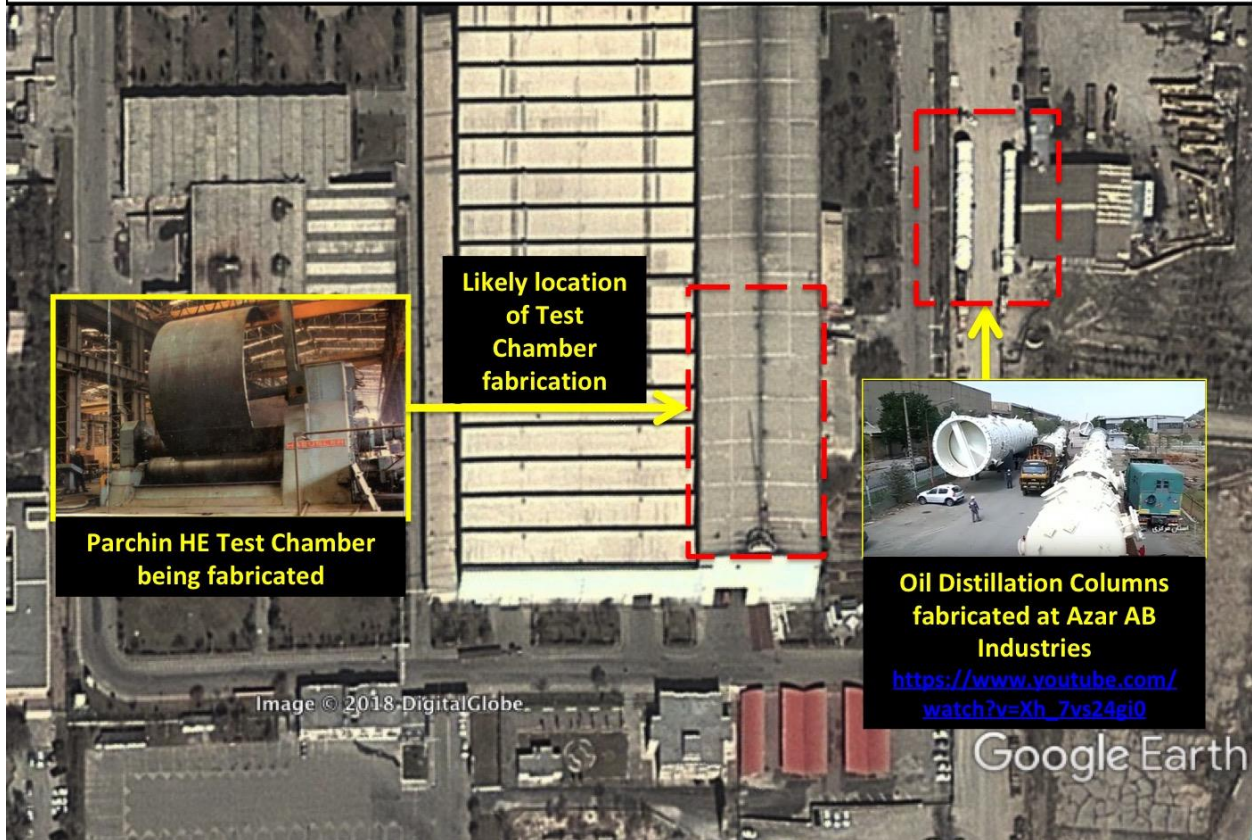 Likely location
of Test
Chamber
fabrication
Parchin HE Test Chamber
being fabricated
Oil Distillation Columns
fabricated at Azar AB
Industries
https://www.youtube.com/
watch?v=Xh_7vs24gi0
Image © 2018 DigitalGlobe
Google Earth